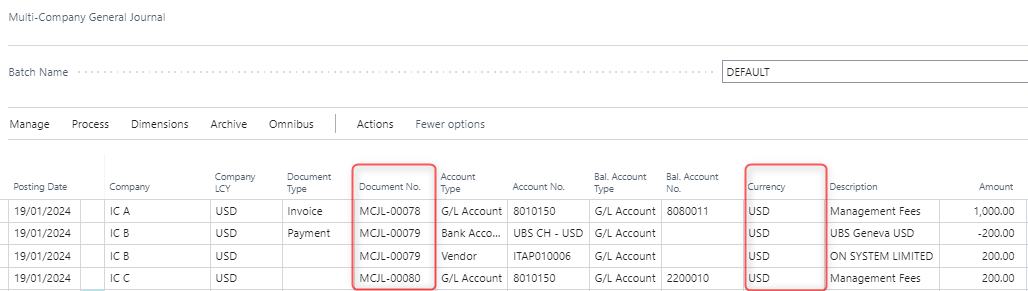 Multi-Company General Journal
Batch Name DEFAULT
Manage Process Dimensions Archive Omnibus Actions Fewer options
Posting Date Company Company LCY Document Type Document No. Account Type Account No. Bal. Account Type Bal. Account No. Currency Description Amount
19/01/2024 IC A USD Invoice MCJL-00078 G/L Account 8010150 G/L Account 8080011 USD Management Fees 1,000.00
19/01/2024 IC B USD Payment MCJL-00079 Bank Acco... UBS CH - USD G/L Account USD UBS Geneva USD -200.00
19/01/2024 IC B USD MCJL-00079 Vendor ITAP010006 G/L Account USD ON SYSTEM LIMITED 200.00
19/01/2024 IC C USD MCJL-00080 G/L Account 8010150 G/L Account 2200010 USD Management Fees 200.00